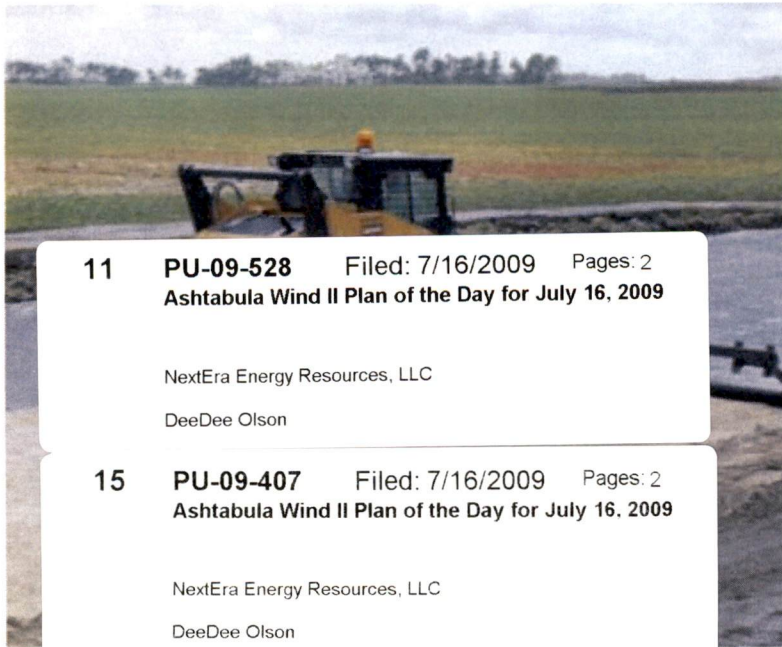 11 PU-09-528 Filed: 7/16/2009 Pages: 2
Ashtabula Wind II Plan of the Day for July 16, 2009
NextEra Energy Resources, LLC
DeeDee Olson
15 PU-09-407 Filed: 7/16/2009 Pages: 2
Ashtabula Wind II Plan of the Day for July 16, 2009
NextEra Energy Resources, LLC
DeeDee Olson